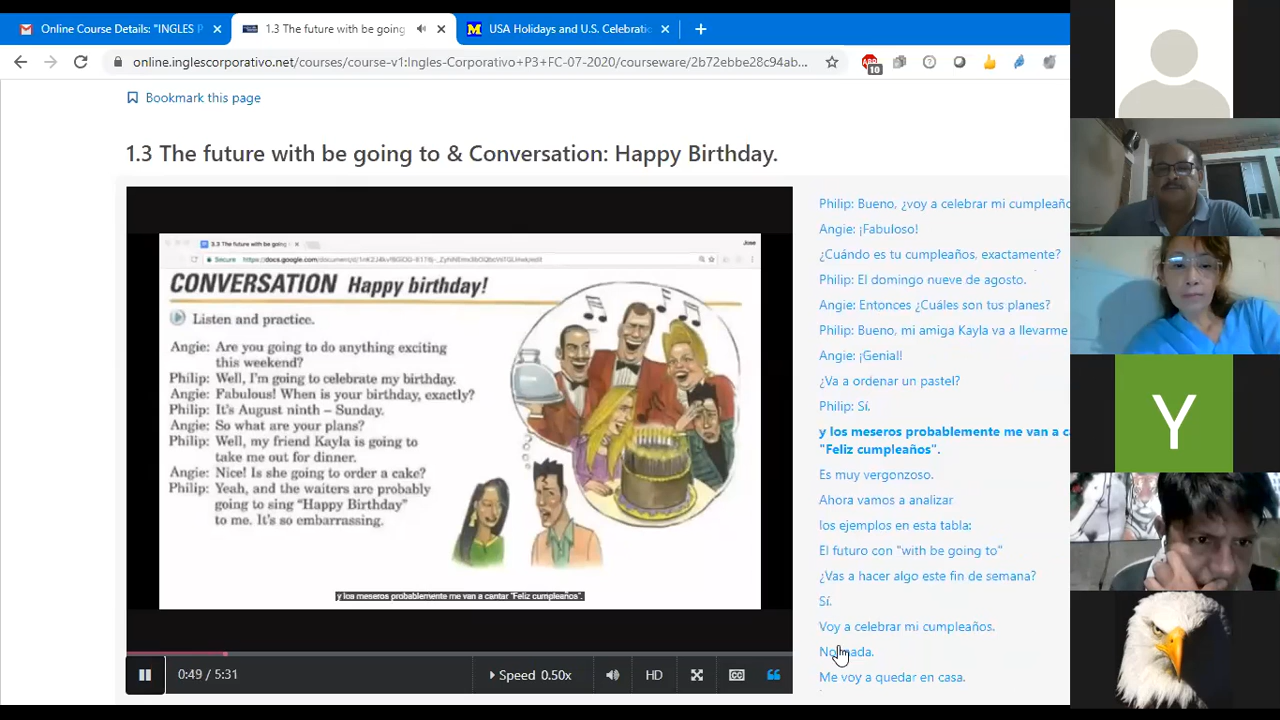 Online Course Details: "INGLES P
1.3 The future with be going
USA Holidays and U.S. Celebratio
online.inglescorporativo.net/courses/course-v1:Ingles-Corporativo+P3+FC-07-2020/courseware/2b72ebbe28c94ab...
10
Bookmark this page
1.3 The future with be going to & Conversation: Happy Birthday.
3.3 The future with be going
Jose
Secure
CONVERSATION Happy birthday!
Listen and practice.
Angie: Are you going to do anything exciting
this weekend?
Philip: Well, I'm going to celebrate my birthday.
Angie: Fabulous! When is your birthday, exactly?
Philip: It's August ninth – Sunday.
Angie: So what are your plans?
Philip: Well, my friend Kayla is going to
take me out for dinner.
Angie: Nice! Is she going to order a cake?
Philip: Yeah, and the waiters are probably
going to sing "Happy Birthday"
to me. It's so embarrassing.
y los meseros probablemente me van a cantar "Feliz cumpleaños".
0:49 / 5:31
Speed 0.50x
HD
Philip: Bueno, ¿voy a celebrar mi cumpleaño
Angie: ¡Fabuloso!
¿Cuándo es tu cumpleaños, exactamente?
Philip: El domingo nueve de agosto.
Angie: Entonces ¿Cuáles son tus planes?
Philip: Bueno, mi amiga Kayla va a llevarme
Angie: ¡Genial!
¿Va a ordenar un pastel?
Philip: Sí,
y los meseros probablemente me van a ca
"Feliz cumpleaños".
Es muy vergonzoso.
Ahora vamos a analizar
los ejemplos en esta tabla:
El futuro con "with be going to"
¿Vas a hacer algo este fin de semana?
Sí.
Voy a celebrar mi cumpleaños.
Me voy a quedar en casa.
Y